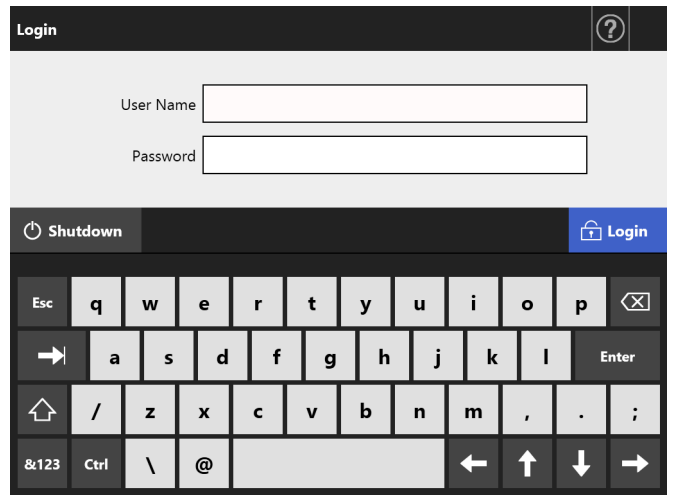 Login ?
User Name
Password
Shutdown Login
Esc q w e r t y u i o p
a s d f g h j k l Enter
/ z x c v b n m , . ;
&123 Ctrl \ @